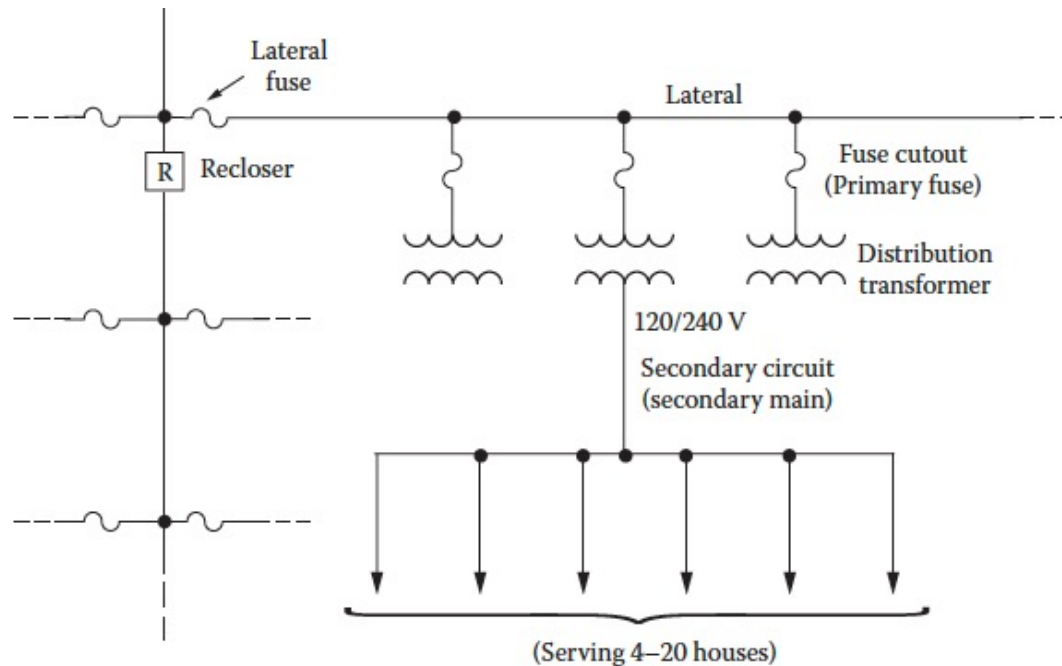 Lateral
fuse
Lateral
R
Recloser
Fuse cutout
(Primary fuse)
Distribution
transformer
120/240 V
Secondary circuit
(secondary main)
(Serving 4–20 houses)